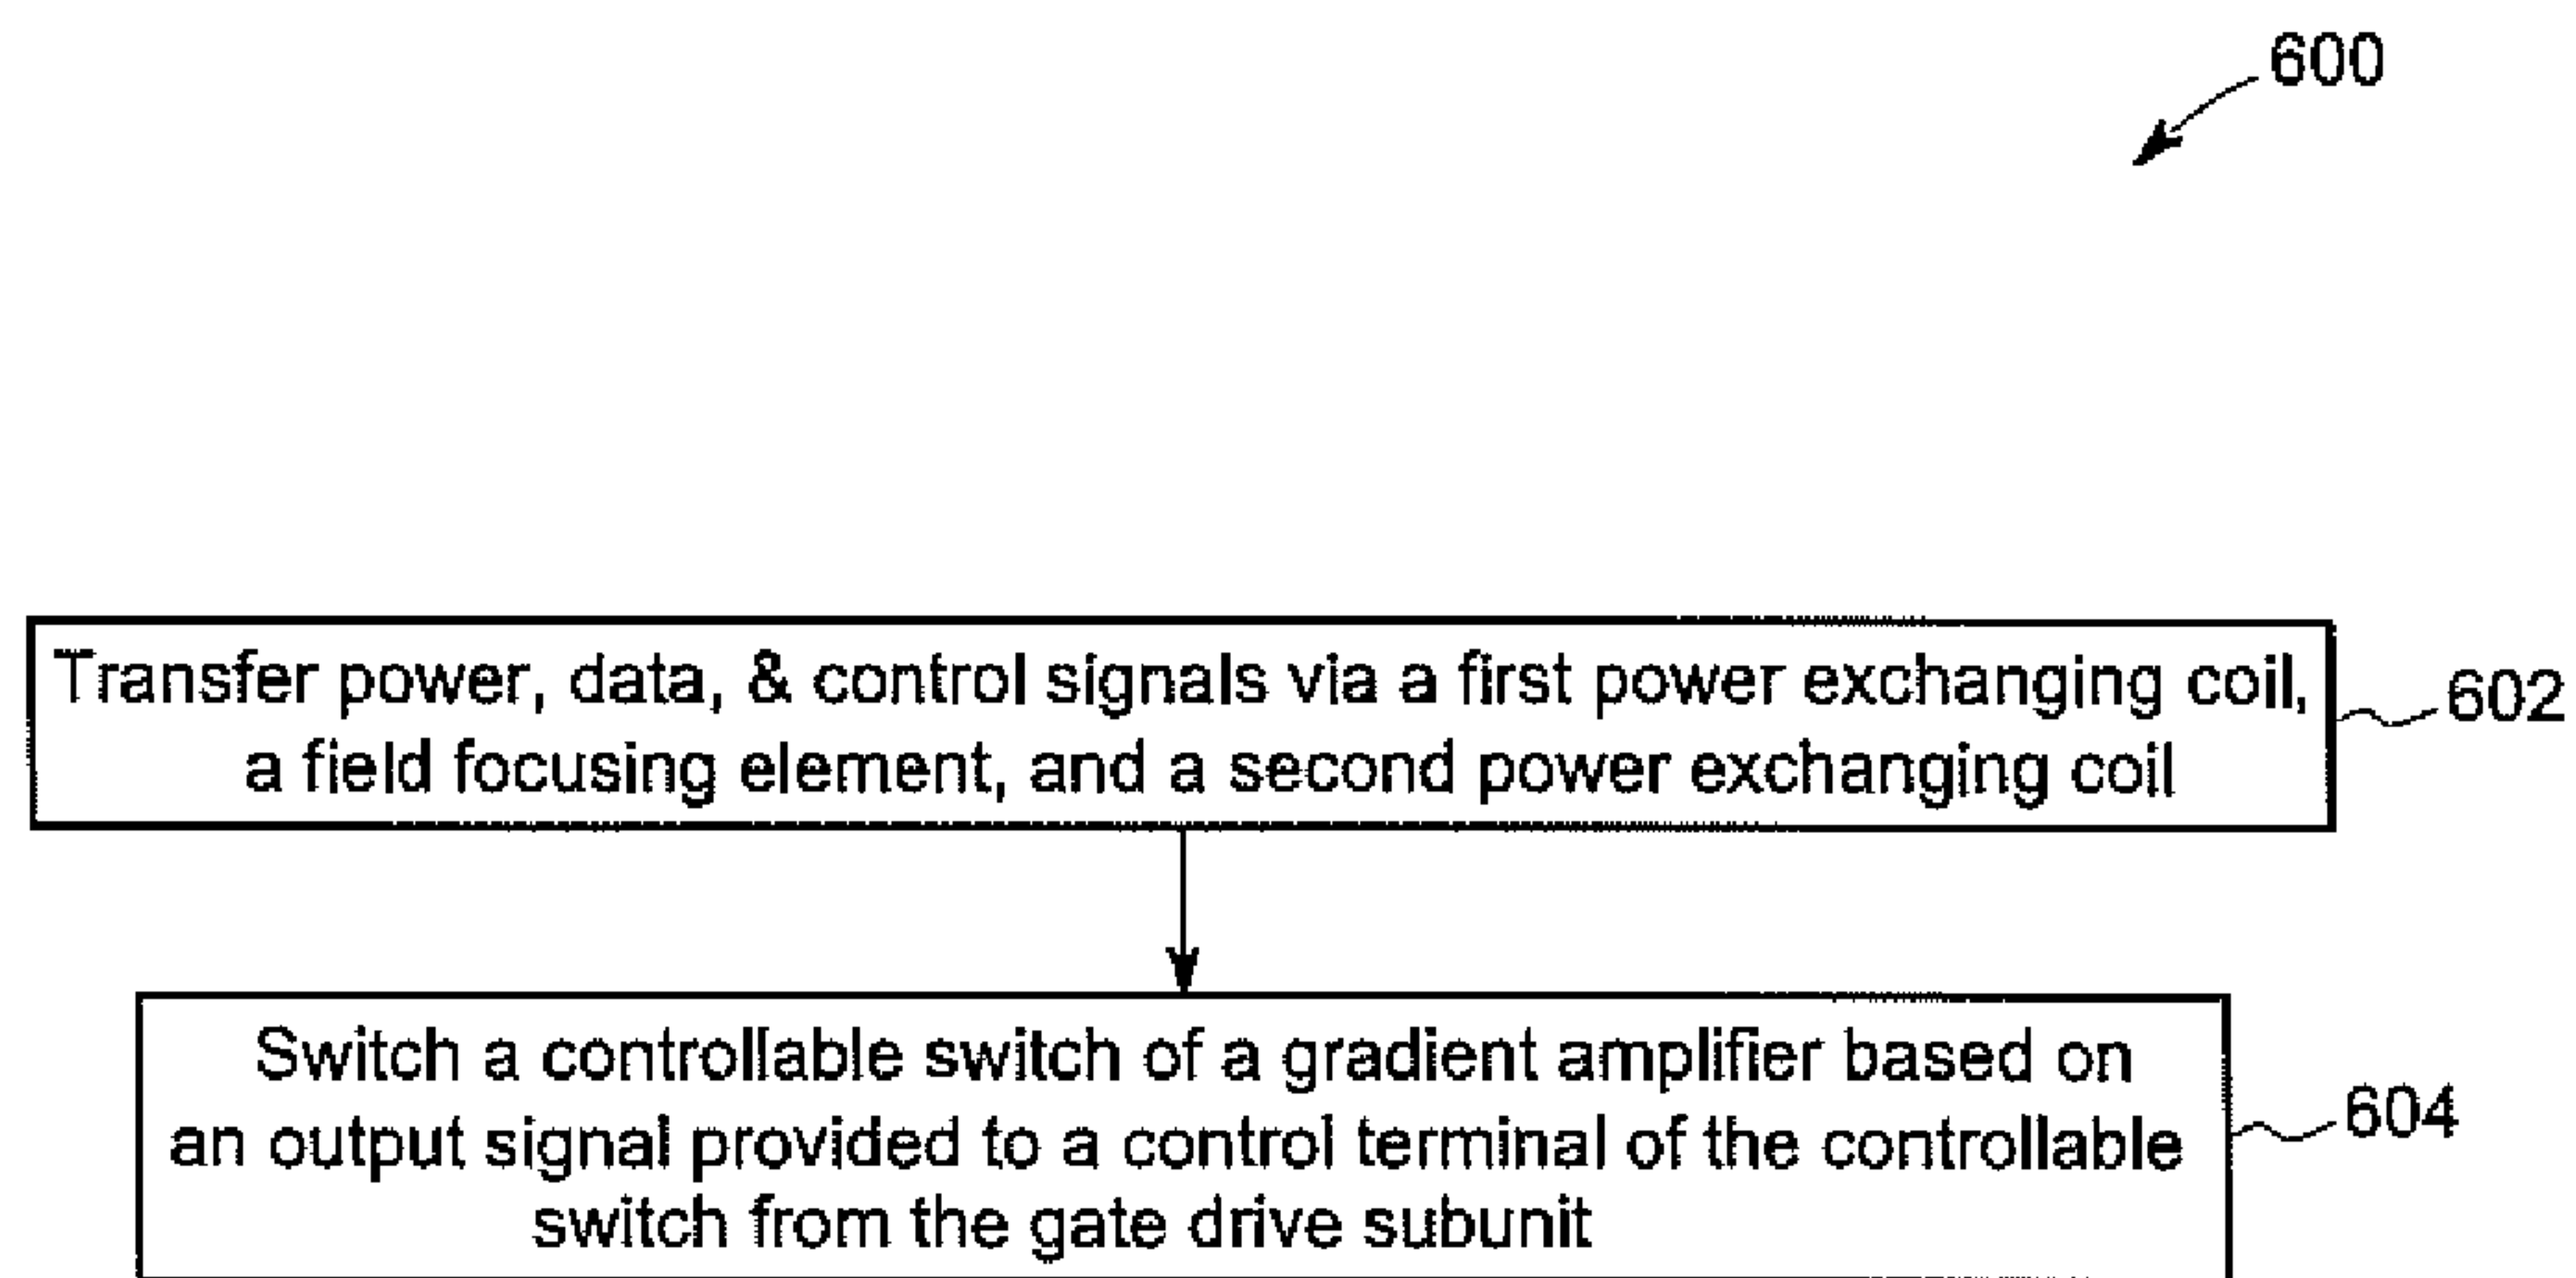 600
Transfer power, data, & control signals via a first power exchanging coil,
a field focusing element, and a second power exchanging coil
602
Switch a controllable switch of a gradient amplifier based on
an output signal provided to a control terminal of the controllable
switch from the gate drive subunit
604